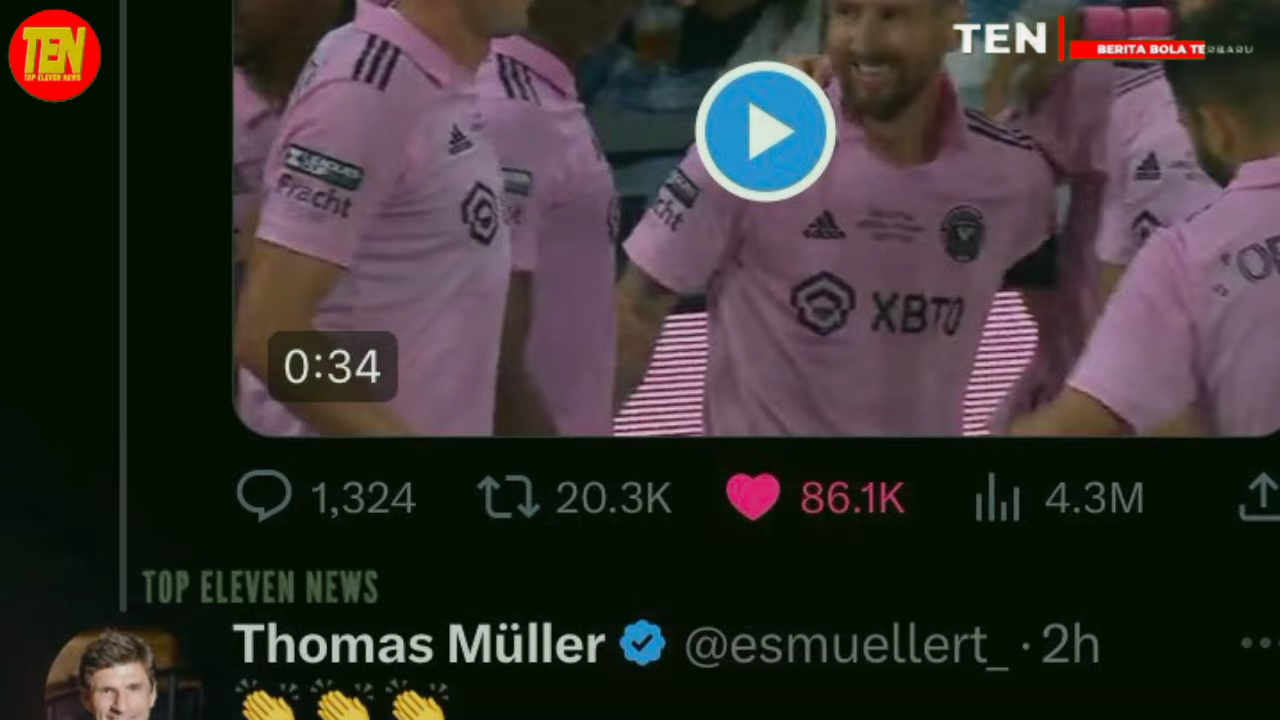 TEN
TOP ELEVEN NEWS
TEN
BERITA BOLA TERBARU
Fracht
XBTO
0:34
1,324
20.3K
86.1K
4.3M
TOP ELEVEN NEWS
Thomas Müller @esmuellert_ · 2h